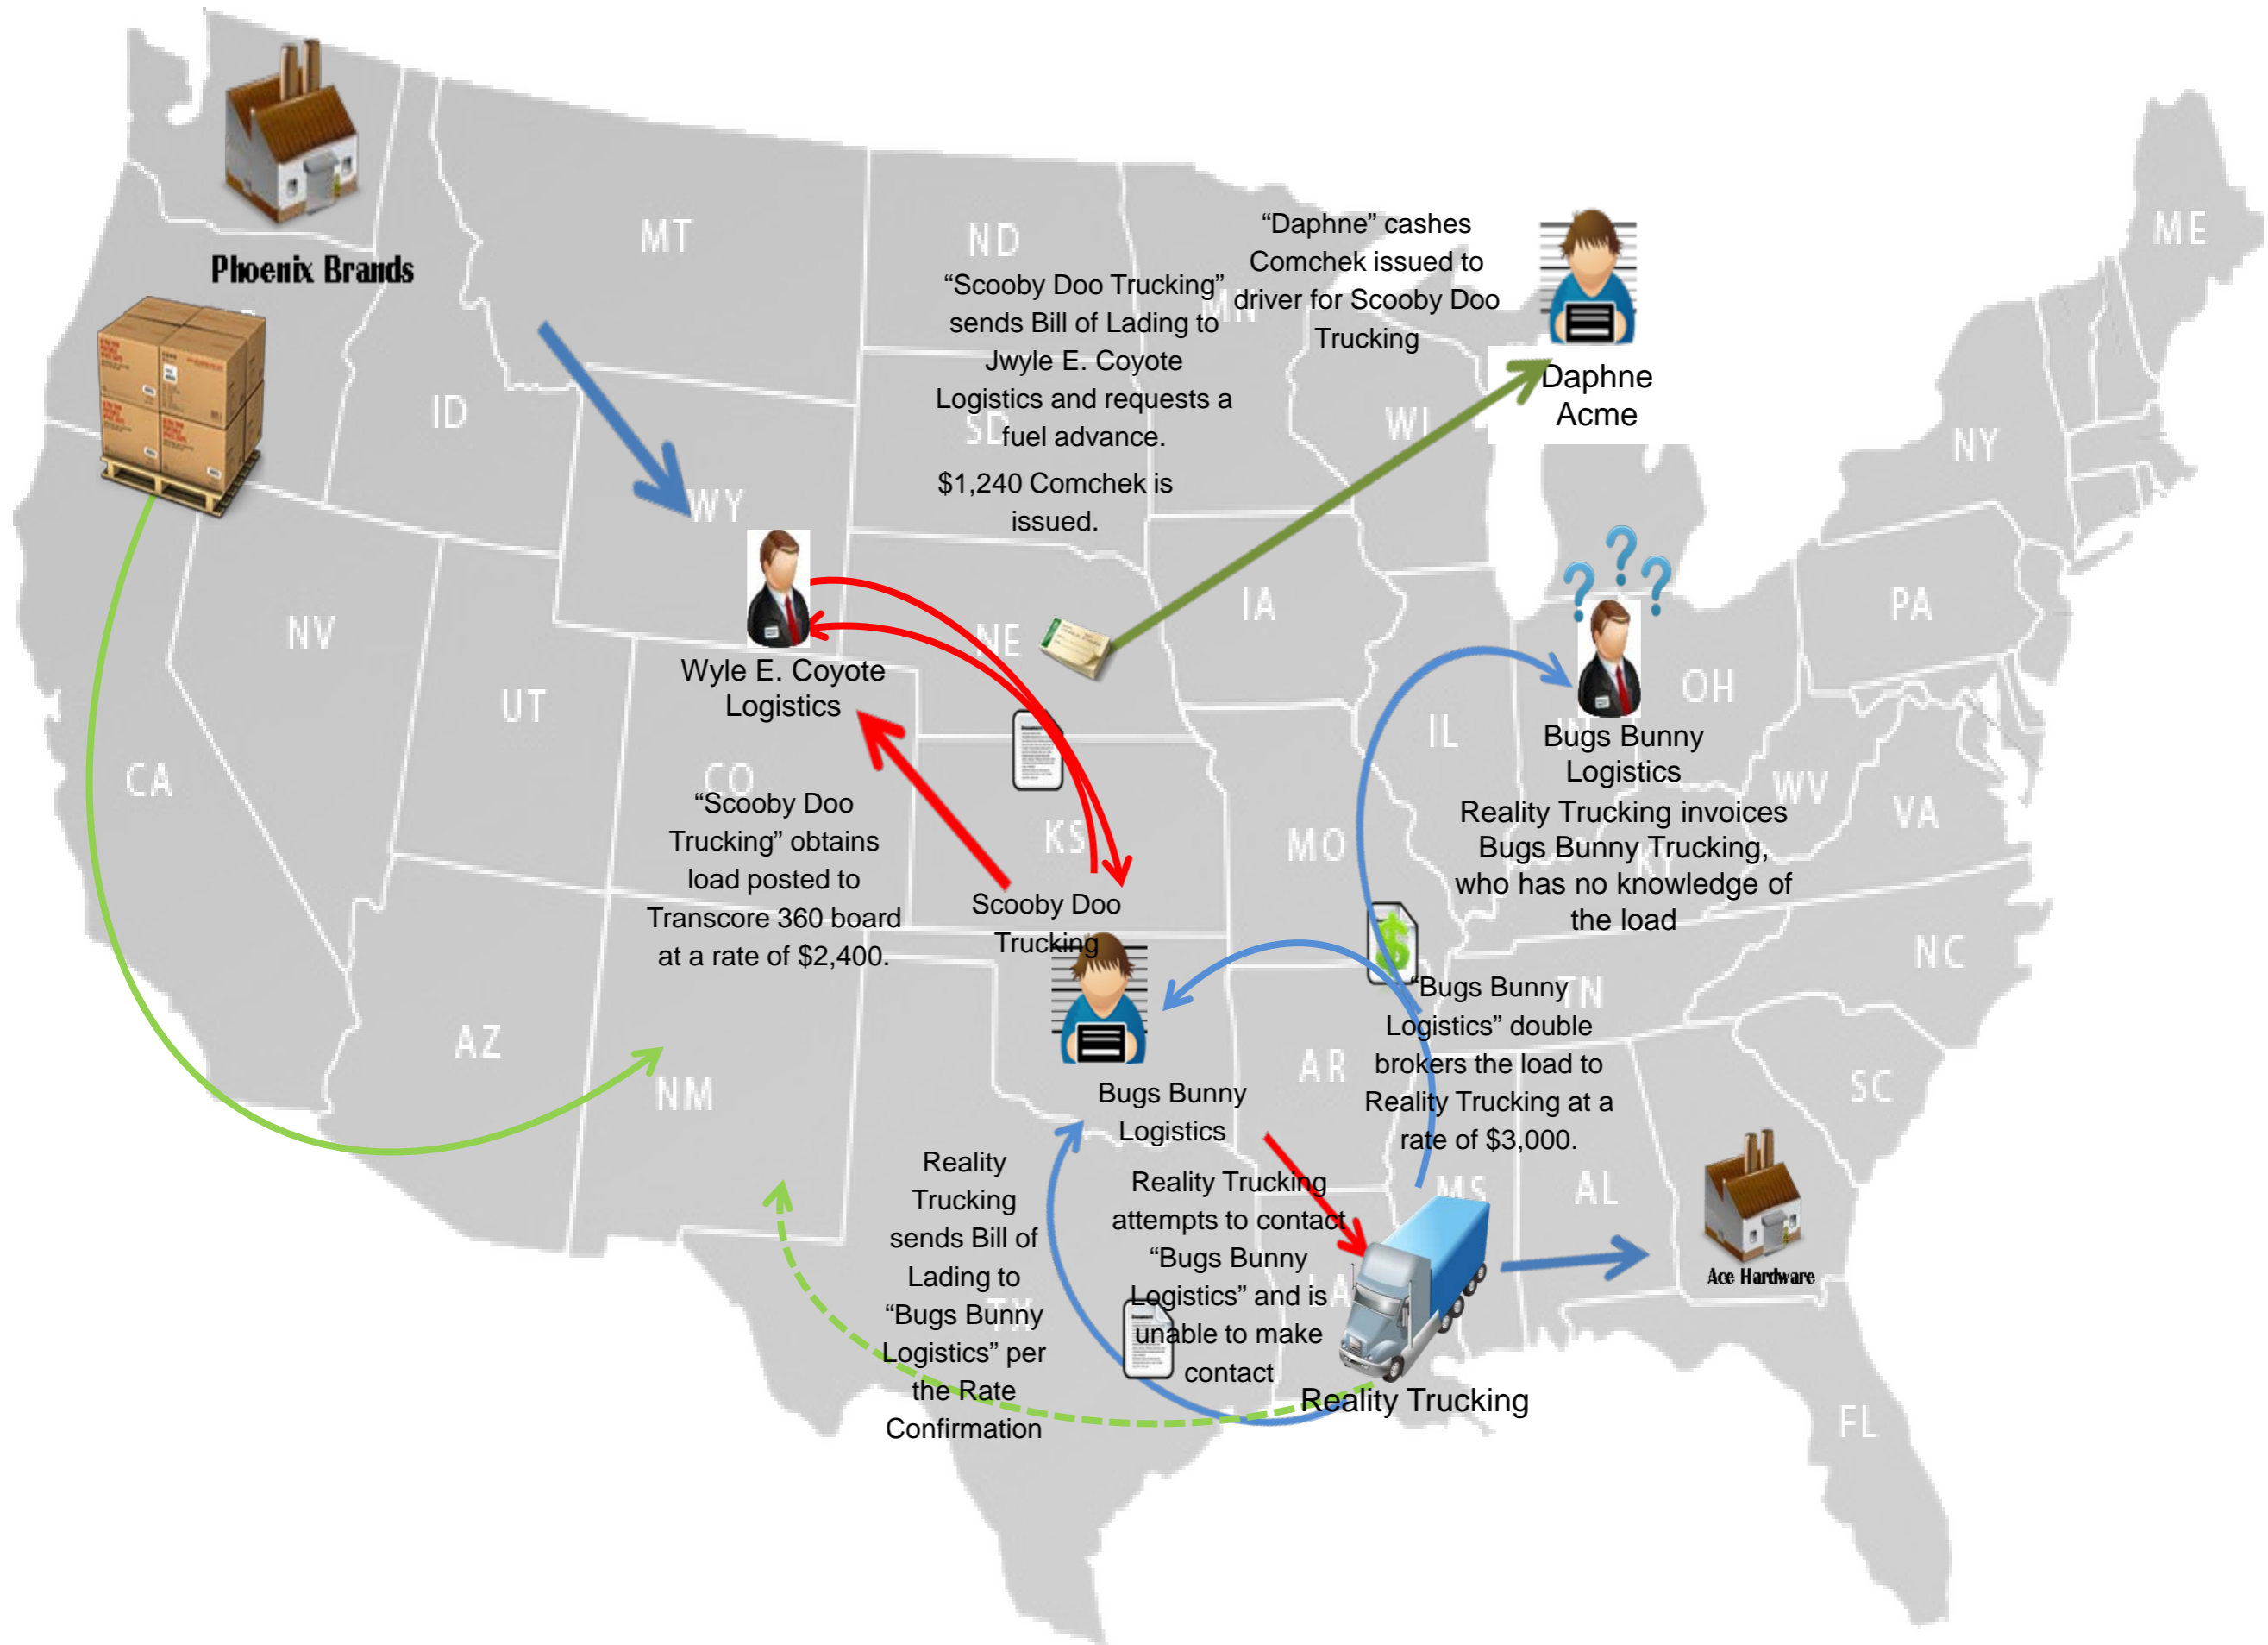 Phoenix Brands
“Scooby Doo Trucking”
sends Bill of Lading to
Jwyle E. Coyote
Logistics and requests a
fuel advance.
$1,240 Comchek is
issued.
“Daphne” cashes
Comchek issued to
driver for Scooby Doo
Trucking
Daphne
Acme
Wyle E. Coyote
Logistics
“Scooby Doo
Trucking” obtains
load posted to
Transcore 360 board
at a rate of $2,400.
Scooby Doo
Trucking
Bugs Bunny
Logistics
Bugs Bunny
Logistics
Reality Trucking invoices
Bugs Bunny Trucking,
who has no knowledge of
the load
“Bugs Bunny
Logistics” double
brokers the load to
Reality Trucking at a
rate of $3,000.
Reality
Trucking
sends Bill of
Lading to
“Bugs Bunny
Logistics” per
the Rate
Confirmation
Reality Trucking
attempts to contact
“Bugs Bunny
Logistics” and is
unable to make
contact
Reality Trucking
Ace Hardware
MT
ND
MN
ME
ID
SD
WI
NY
WY
NV
UT
NE
IA
PA
CA
CO
KS
MO
IL
IN
OH
WV
VA
KY
AZ
NM
AR
TN
NC
SC
TX
LA
MS
AL
FL
? ? ?
$